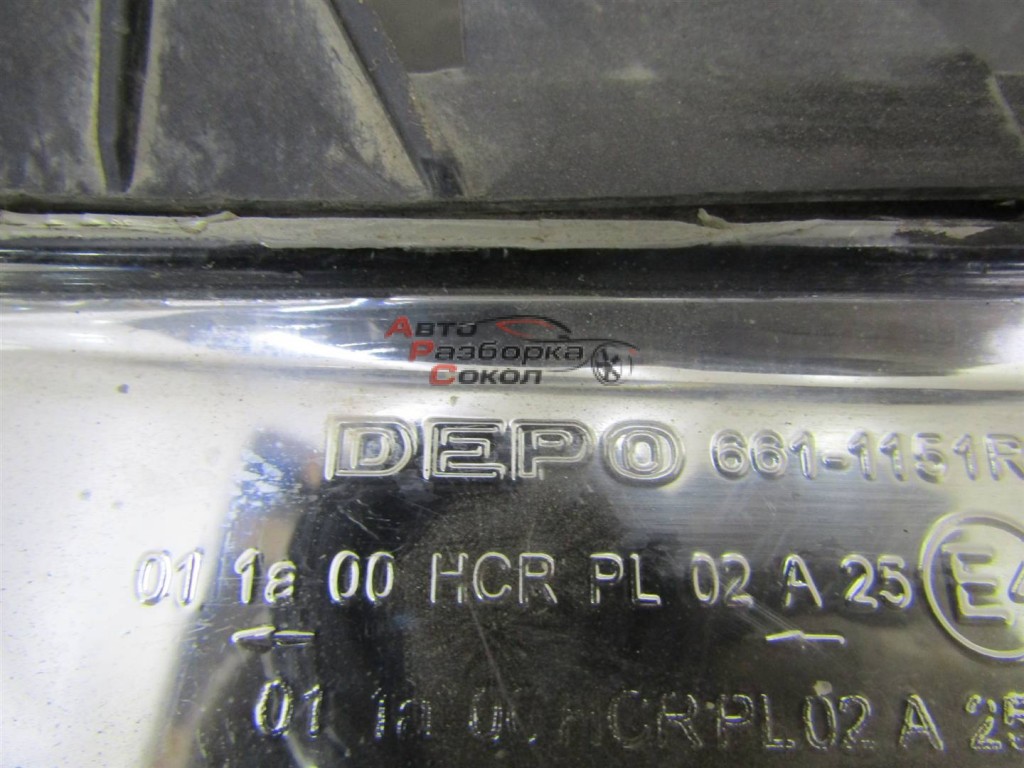 АВТО
РАЗБОРКА
СОКОЛ
DEPO 661-1151R
01 1a 00 HCR PL 02 A 25 E4
01 1a 00 HCR PL 02 A 25